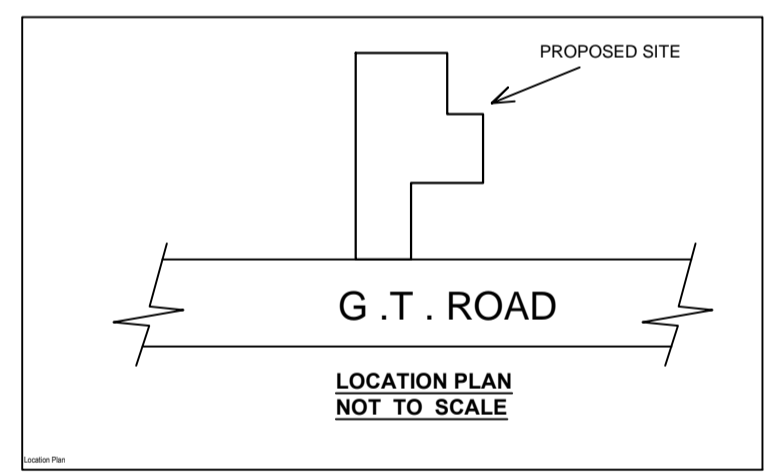 PROPOSED SITE
G .T . ROAD
LOCATION PLAN
NOT TO SCALE
Location Plan